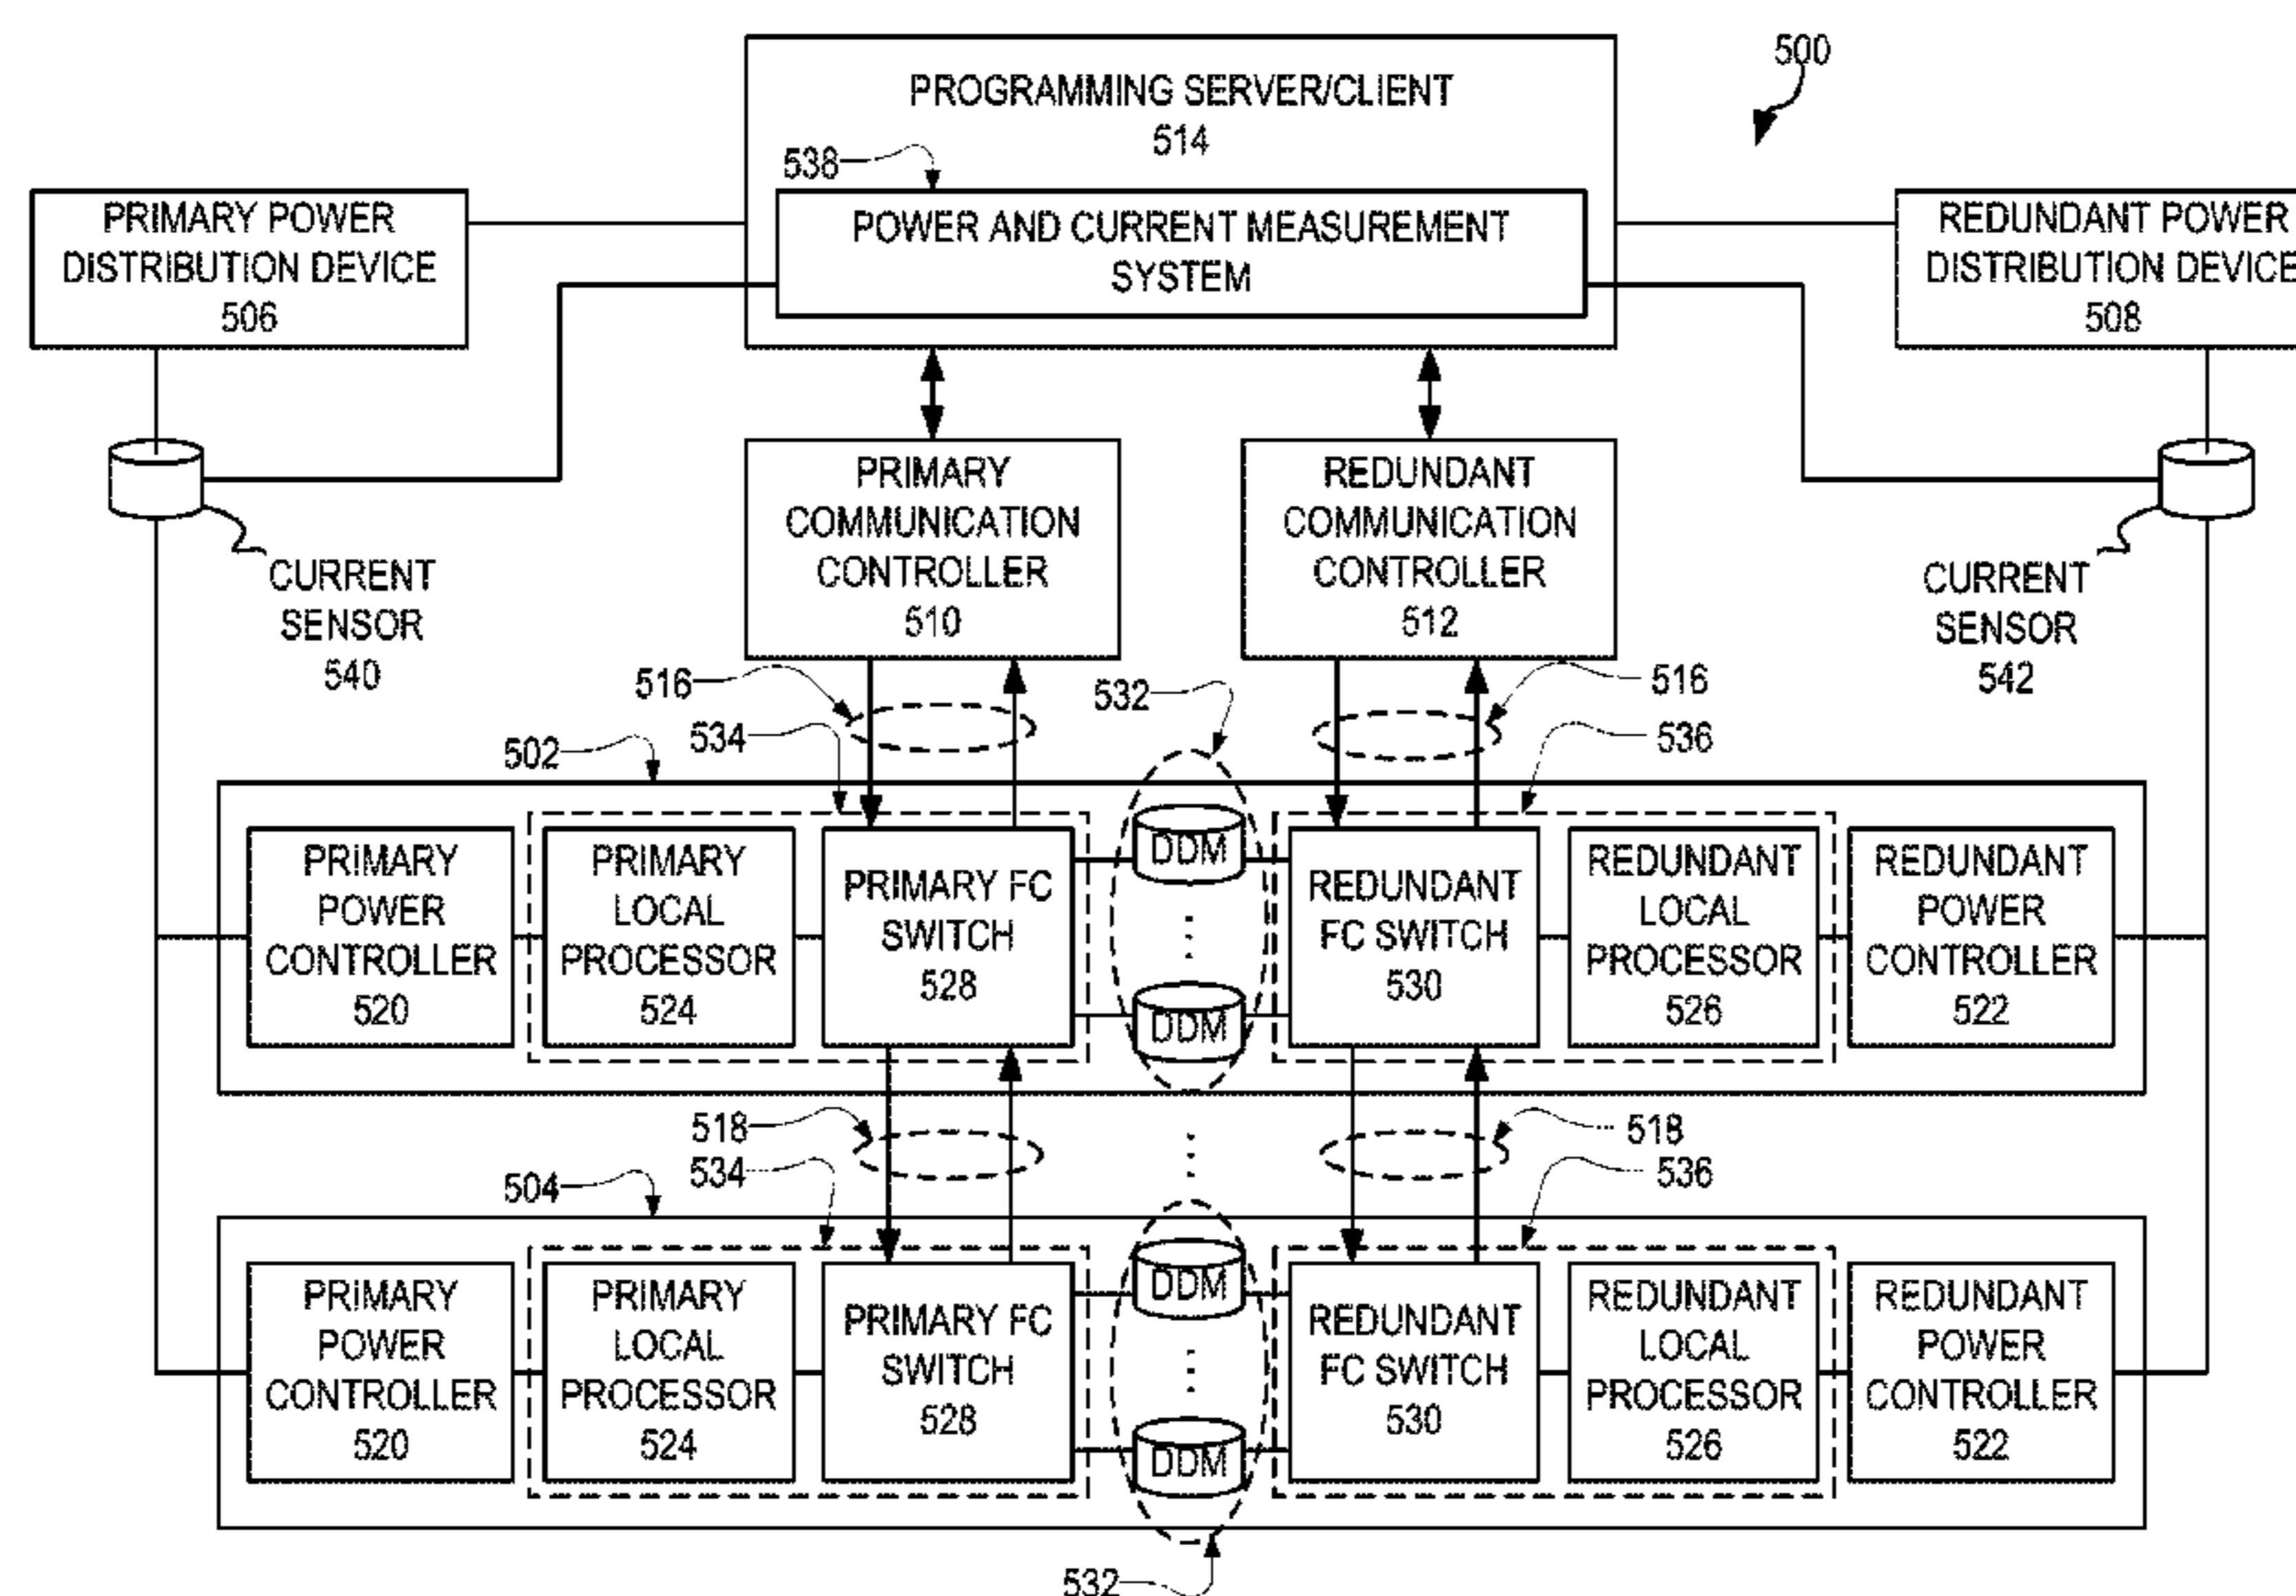 500
PROGRAMMING SERVER/CLIENT
514
538
POWER AND CURRENT MEASUREMENT
SYSTEM
PRIMARY POWER
DISTRIBUTION DEVICE
506
REDUNDANT POWER
DISTRIBUTION DEVICE
508
PRIMARY
COMMUNICATION
CONTROLLER
510
REDUNDANT
COMMUNICATION
CONTROLLER
512
CURRENT
SENSOR
540
CURRENT
SENSOR
542
516
532
516
534
536
502
PRIMARY
POWER
CONTROLLER
520
PRIMARY
LOCAL
PROCESSOR
524
PRIMARY FC
SWITCH
528
DDM
DDM
REDUNDANT
FC SWITCH
530
REDUNDANT
LOCAL
PROCESSOR
526
REDUNDANT
POWER
CONTROLLER
522
518
518
534
536
504
PRIMARY
POWER
CONTROLLER
520
PRIMARY
LOCAL
PROCESSOR
524
PRIMARY FC
SWITCH
528
DDM
DDM
REDUNDANT
FC SWITCH
530
REDUNDANT
LOCAL
PROCESSOR
526
REDUNDANT
POWER
CONTROLLER
522
532